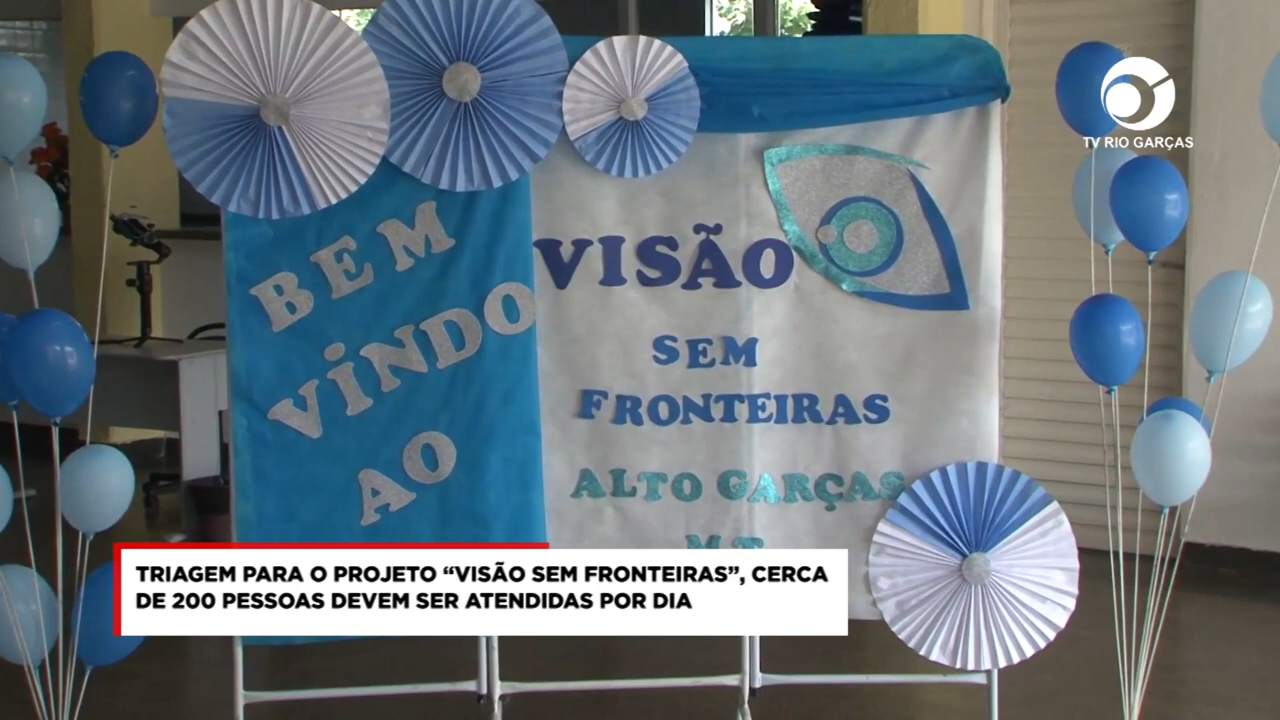 TV RIO GARÇAS
BEM
VINDO
AO
VISÃO
SEM
FRONTEIRAS
ALTO GARÇAS
MT
TRIAGEM PARA O PROJETO “VISÃO SEM FRONTEIRAS”, CERCA
DE 200 PESSOAS DEVEM SER ATENDIDAS POR DIA